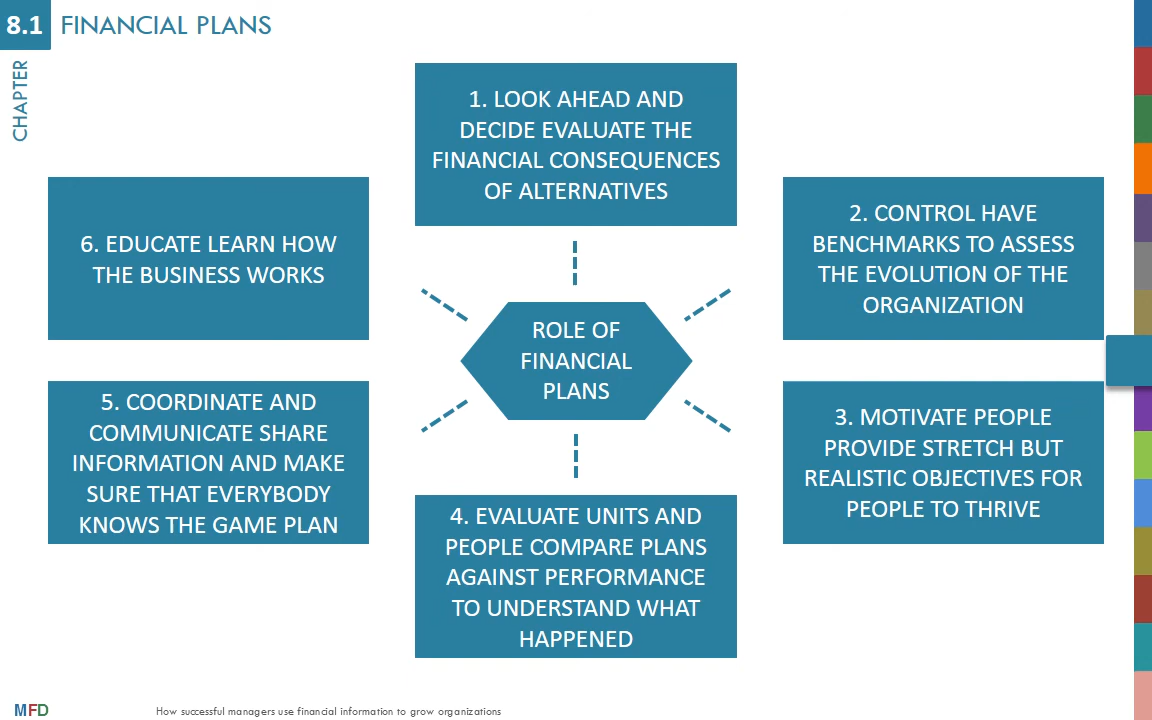 8.1 FINANCIAL PLANS
CHAPTER
1. LOOK AHEAD AND
DECIDE EVALUATE THE
FINANCIAL CONSEQUENCES
OF ALTERNATIVES
2. CONTROL HAVE
BENCHMARKS TO ASSESS
THE EVOLUTION OF THE
ORGANIZATION
3. MOTIVATE PEOPLE
PROVIDE STRETCH BUT
REALISTIC OBJECTIVES FOR
PEOPLE TO THRIVE
4. EVALUATE UNITS AND
PEOPLE COMPARE PLANS
AGAINST PERFORMANCE
TO UNDERSTAND WHAT
HAPPENED
5. COORDINATE AND
COMMUNICATE SHARE
INFORMATION AND MAKE
SURE THAT EVERYBODY
KNOWS THE GAME PLAN
6. EDUCATE LEARN HOW
THE BUSINESS WORKS
ROLE OF
FINANCIAL
PLANS
MFD
How successful managers use financial information to grow organizations